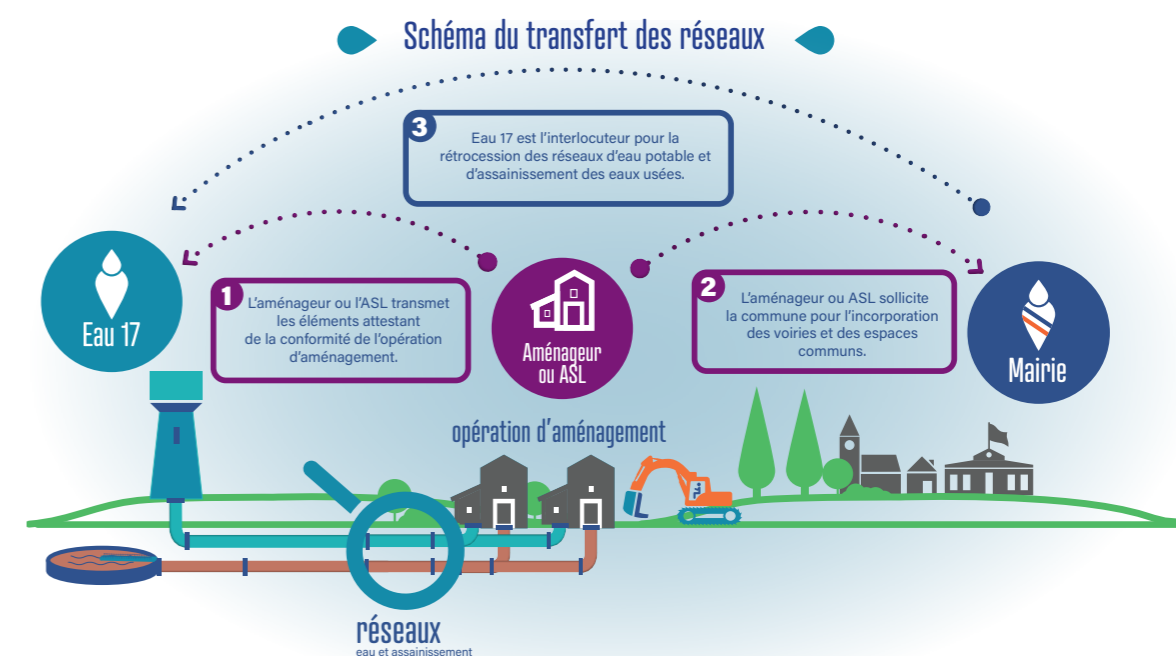 Schéma du transfert des réseaux
3
Eau 17 est l'interlocuteur pour la
rétrocession des réseaux d'eau potable et
d'assainissement des eaux usées.
Eau 17
1
L'aménageur ou l'ASL transmet
les éléments attestant
de la conformité de l'opération
d'aménagement.
Aménageur
ou ASL
2
L'aménageur ou ASL sollicite
la commune pour l'incorporation
des voiries et des espaces
communs.
Mairie
opération d'aménagement
réseaux
eau et assainissement